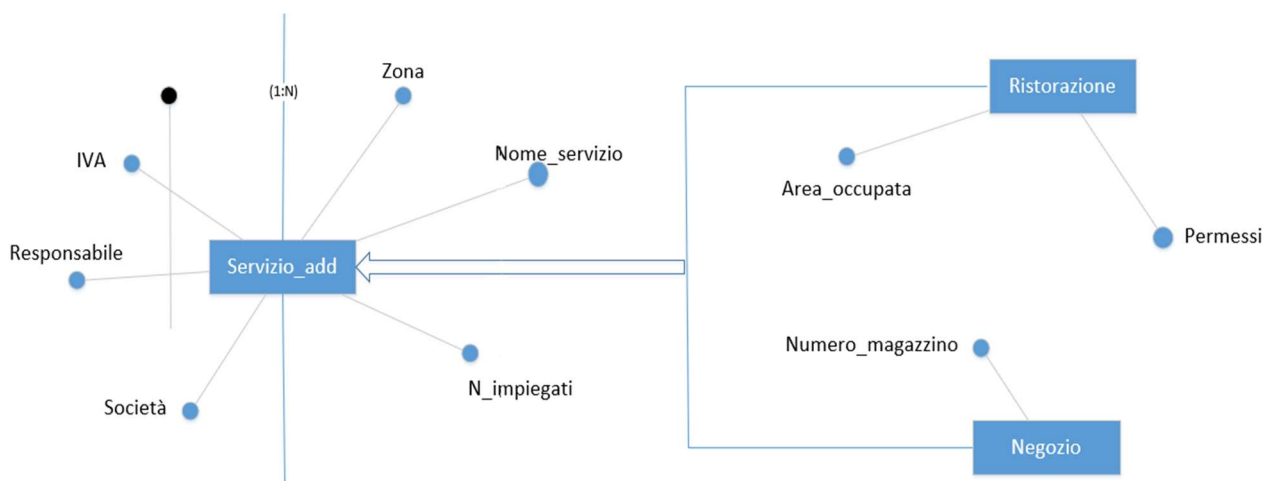 Zona
(1:N)
Ristorazione
IVA
Nome_servizio
Area_occupata
Permessi
Responsabile
Servizio_add
Numero_magazzino
N_impiegati
Società
Negozio